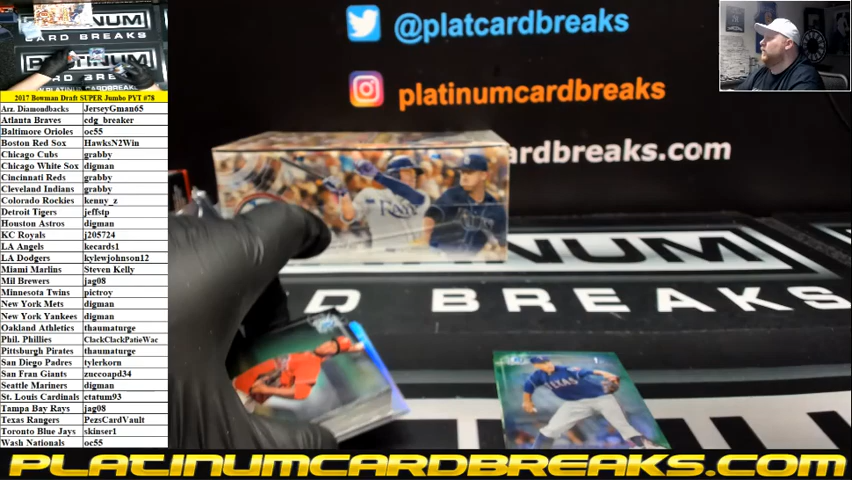 @platcardbreaks
platinumcardbreaks
rdbreaks.com
2017 Bowman Draft SUPER Jumbo PYT #78
Arz. Diamondbacks JerseyGman65
Atlanta Braves cdg_breaker
Baltimore Orioles oc55
Boston Red Sox HawksN2Win
Chicago Cubs grabby
Chicago White Sox digman
Cincinnati Reds grabby
Cleveland Indians grabby
Colorado Rockies kenny_z
Detroit Tigers jeffstp
Houston Astros digman
KC Royals j205724
LA Angels kecards1
LA Dodgers kylewjohnson12
Miami Marlins Steven Kelly
Mil Brewers jag08
Minnesota Twins pictroy
New York Mets digman
New York Yankees digman
Oakland Athletics thaumaturge
Phil. Phillies ClackClackPatieWac
Pittsburgh Pirates thaumaturge
San Diego Padres tylerkorn
San Fran Giants zuccoapd34
Seattle Mariners digman
St. Louis Cardinals ctatum93
Tampa Bay Rays jag08
Texas Rangers PezsCardVault
Toronto Blue Jays skinser1
Wash Nationals oc55
CARD BREAKS
PLATINUM
NUM
D BREAKS
RAYS
TEXAS
PLATINUMCARDBREAKS.COM